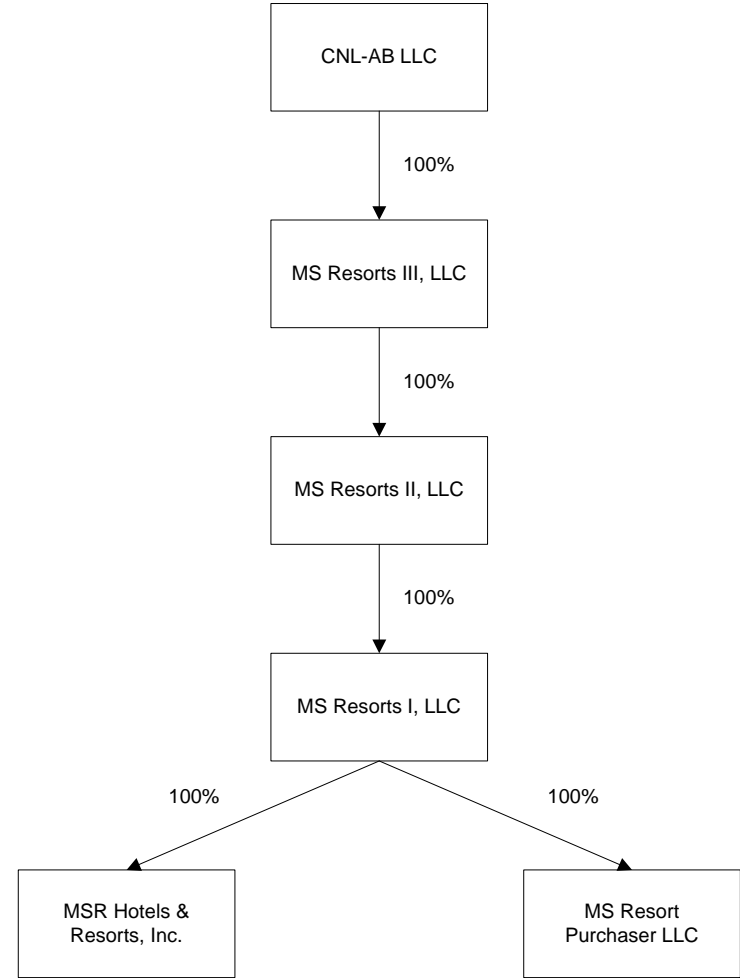 CNL-AB LLC
100%
MS Resorts III, LLC
100%
MS Resorts II, LLC
100%
MS Resorts I, LLC
100%
100%
MSR Hotels &
Resorts, Inc.
MS Resort
Purchaser LLC